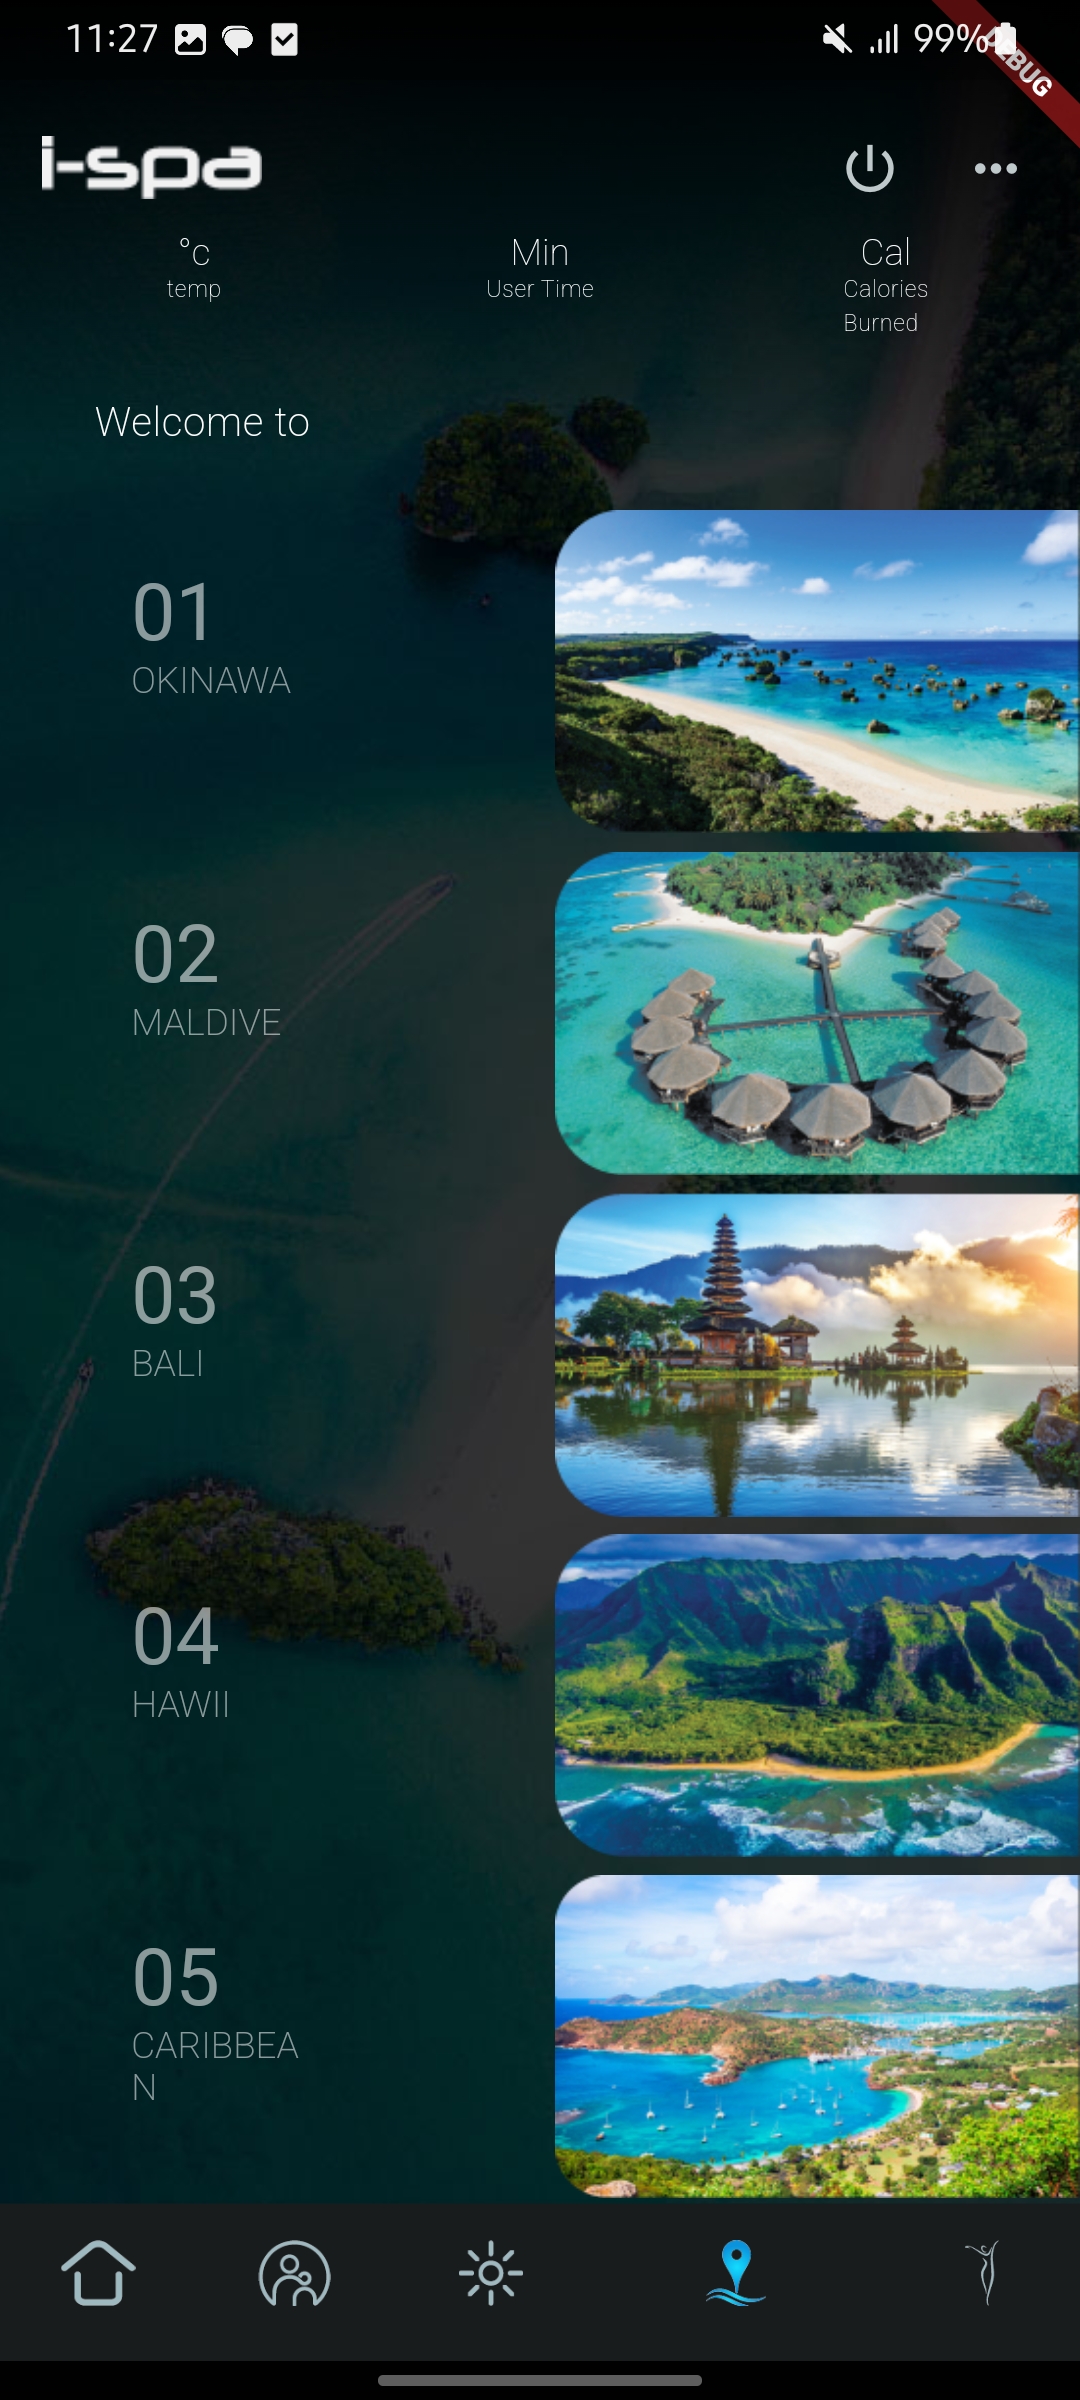 11:27
99%
DEBUG
i-spa
°c
temp
Min
User Time
Cal
Calories
Burned
Welcome to
01
OKINAWA
02
MALDIVE
03
BALI
04
HAWII
05
CARIBBEA
N